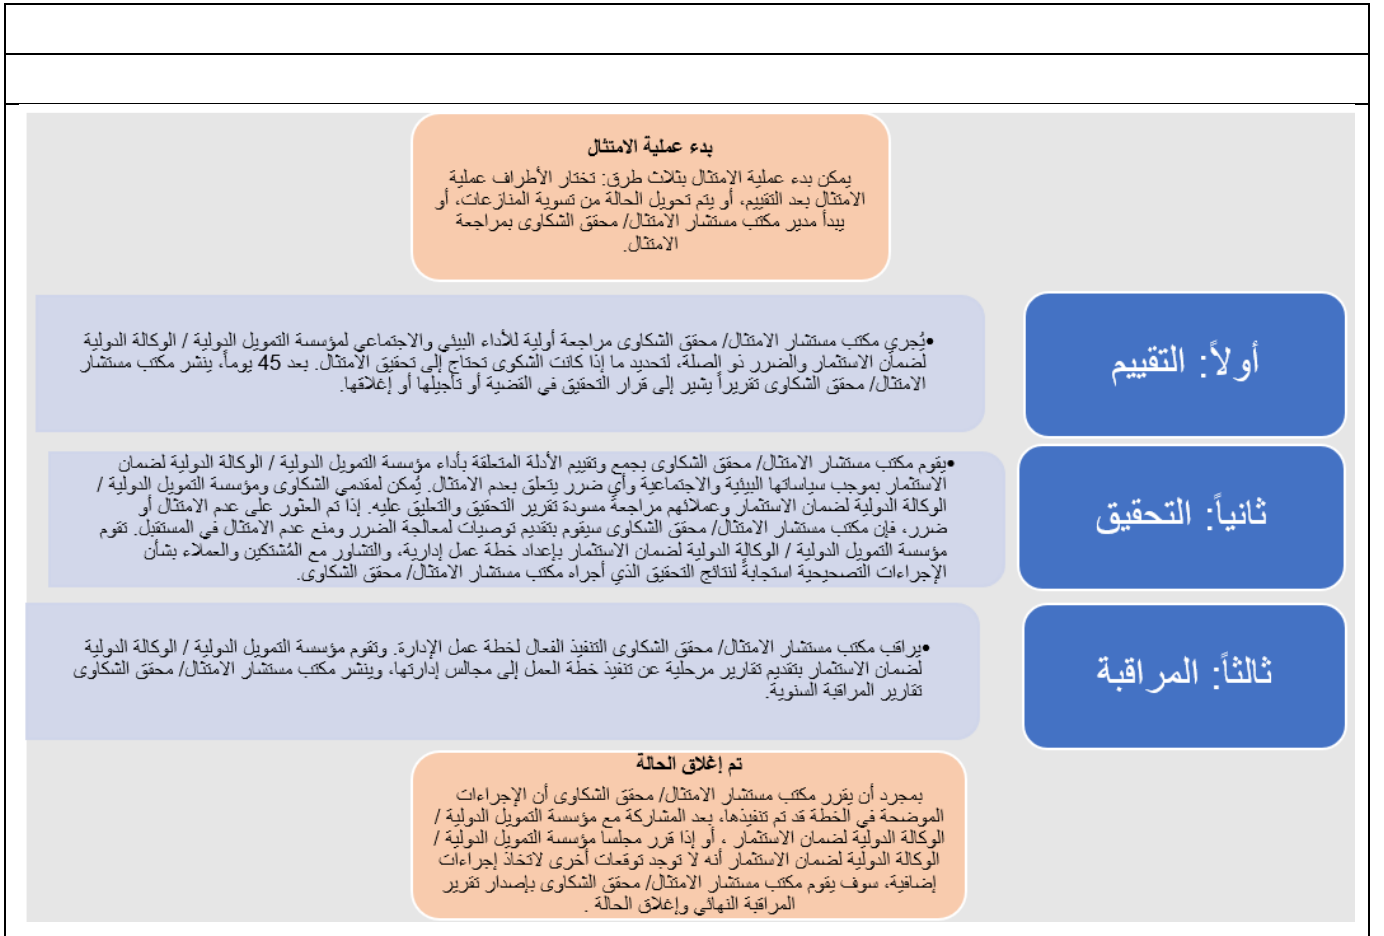 بدء عملية الامتثال
يمكن بدء عملية الامتثال بثلاث طرق: تختار الأطراف عملية
الامتثال بعد التقييم، أو يتم تحويل الحالة من تسوية المنازعات، أو
يبدأ مدير مكتب مستشار الامتثال/ محقق الشكاوى بمراجعة
الامتثال.
أولاً: التقييم
•يُجري مكتب مستشار الامتثال/ محقق الشكاوى مراجعة أولية للأداء البيئي والاجتماعي لمؤسسة التمويل الدولية / الوكالة الدولية
لضمان الاستثمار والضرر ذو الصلة، لتحديد ما إذا كانت الشكوى تحتاج إلى تحقيق الامتثال. بعد 45 يوماً، ينشر مكتب مستشار
الامتثال/ محقق الشكاوى تقريراً يشير إلى قرار التحقيق في القضية أو تأجيلها أو إغلاقها.
ثانياً: التحقيق
•يقوم مكتب مستشار الامتثال/ محقق الشكاوى بجمع وتقييم الأدلة المتعلقة بأداء مؤسسة التمويل الدولية / الوكالة الدولية لضمان
الاستثمار بموجب سياساتها البيئية والاجتماعية وأي ضرر يتعلق بعدم الامتثال. يُمكن لمقدمي الشكاوى ومؤسسة التمويل الدولية /
الوكالة الدولية لضمان الاستثمار وعملائهم مراجعة مسودة تقرير التحقيق والتعليق عليه. إذا تم العثور على عدم الامتثال أو
ضرر، فإن مكتب مستشار الامتثال/ محقق الشكاوى سيقوم بتقديم توصيات لمعالجة الضرر ومنع عدم الامتثال في المستقبل. تقوم
مؤسسة التمويل الدولية / الوكالة الدولية لضمان الاستثمار بإعداد خطة عمل إدارية، والتشاور مع المُشتكين والعملاء بشأن
الإجراءات التصحيحية استجابةً لنتائج التحقيق الذي أجراه مكتب مستشار الامتثال/ محقق الشكاوى.
ثالثاً: المراقبة
•يراقب مكتب مستشار الامتثال/ محقق الشكاوى التنفيذ الفعال لخطة عمل الإدارة. وتقوم مؤسسة التمويل الدولية / الوكالة الدولية
لضمان الاستثمار بتقديم تقارير مرحلية عن تنفيذ خطة العمل إلى مجالس إدارتها، وينشر مكتب مستشار الامتثال/ محقق الشكاوى
تقارير المراقبة السنوية.
تم إغلاق الحالة
بمجرد أن يقرر مكتب مستشار الامتثال/ محقق الشكاوى أن الإجراءات
الموضحة في الخطة قد تم تنفيذها، بعد المشاركة مع مؤسسة التمويل الدولية /
الوكالة الدولية لضمان الاستثمار ، أو إذا قرر مجلسا مؤسسة التمويل الدولية /
الوكالة الدولية لضمان الاستثمار أنه لا توجد توقعات أخرى لاتخاذ إجراءات
إضافية، سوف يقوم مكتب مستشار الامتثال/ محقق الشكاوى بإصدار تقرير
المراقبة النهائي وإغلاق الحالة .